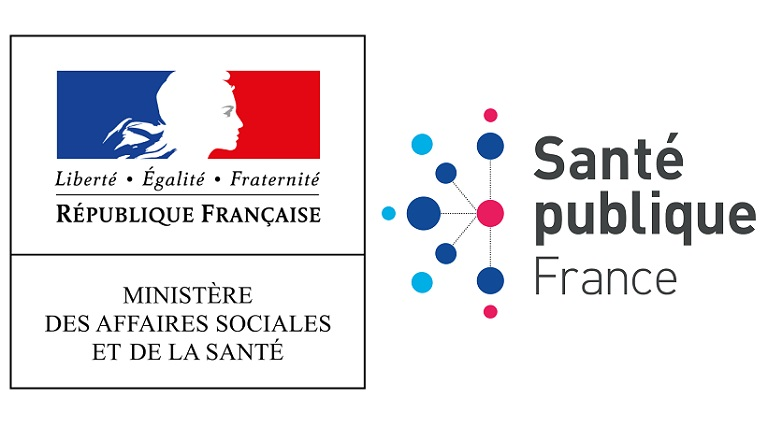 Liberté • Égalité • Fraternité
RÉPUBLIQUE FRANÇAISE
MINISTÈRE
DES AFFAIRES SOCIALES
ET DE LA SANTÉ
Santé
publique
France